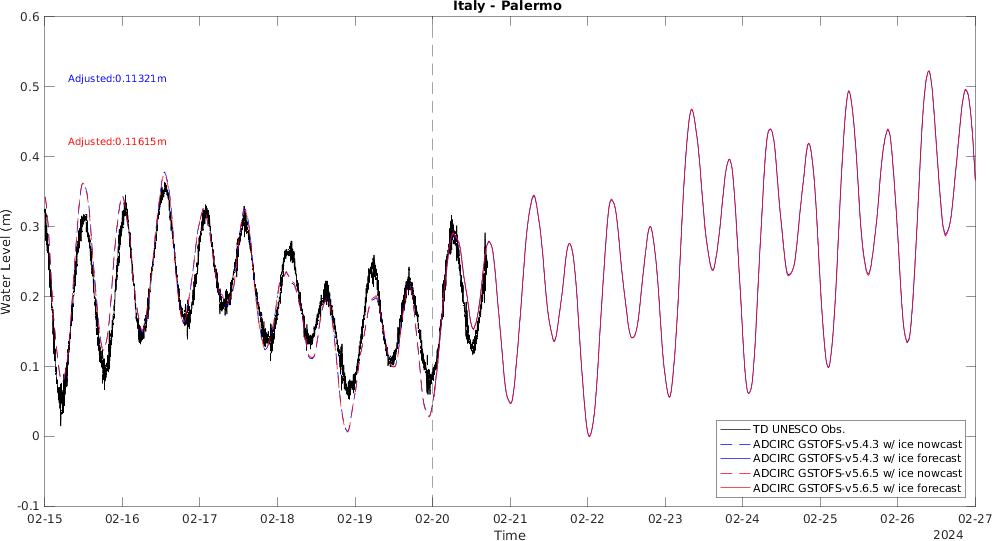 Italy - Palermo
0.6
0.5
0.4
0.3
0.2
0.1
0
-0.1
Water Level (m)
Adjusted:0.11321m
Adjusted:0.11615m
TD UNESCO Obs.
ADCIRC GSTOFS-v5.4.3 w/ ice nowcast
ADCIRC GSTOFS-v5.4.3 w/ ice forecast
ADCIRC GSTOFS-v5.6.5 w/ ice nowcast
ADCIRC GSTOFS-v5.6.5 w/ ice forecast
02-15 02-16 02-17 02-18 02-19 02-20 02-21 02-22 02-23 02-24 02-25 02-26 02-27
Time
2024